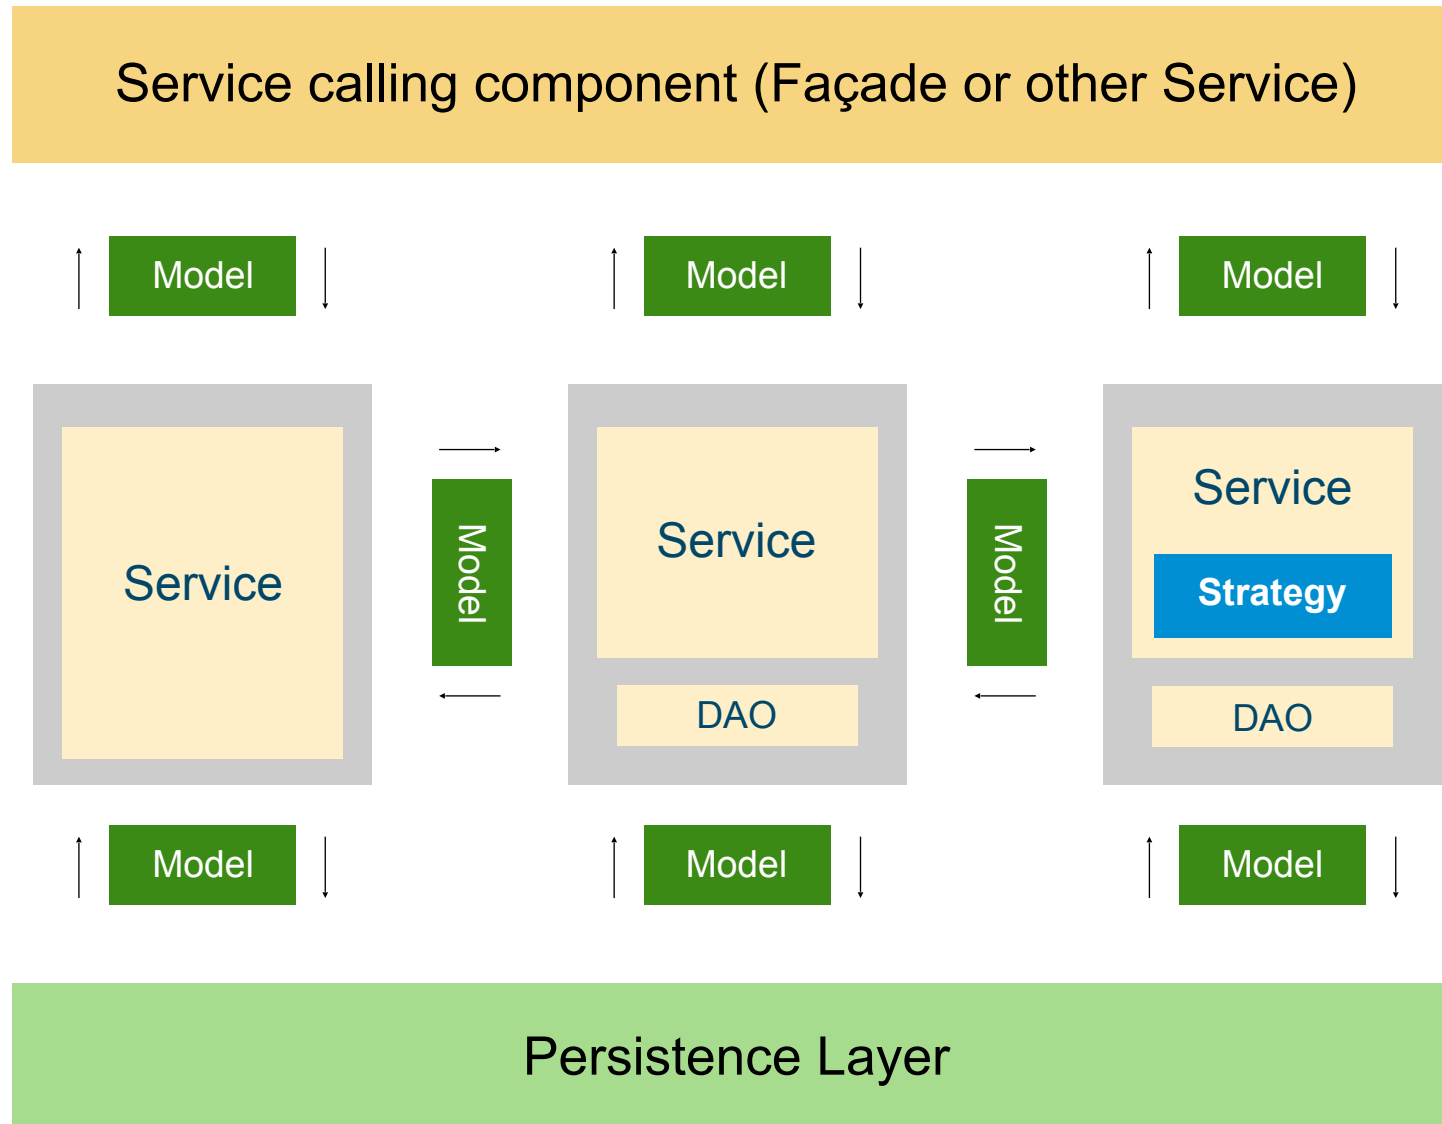 Service calling component (Façade or other Service)
Model
Model
Model
Service
Model
Service
DAO
Model
Service
Strategy
DAO
Model
Model
Model
Persistence Layer